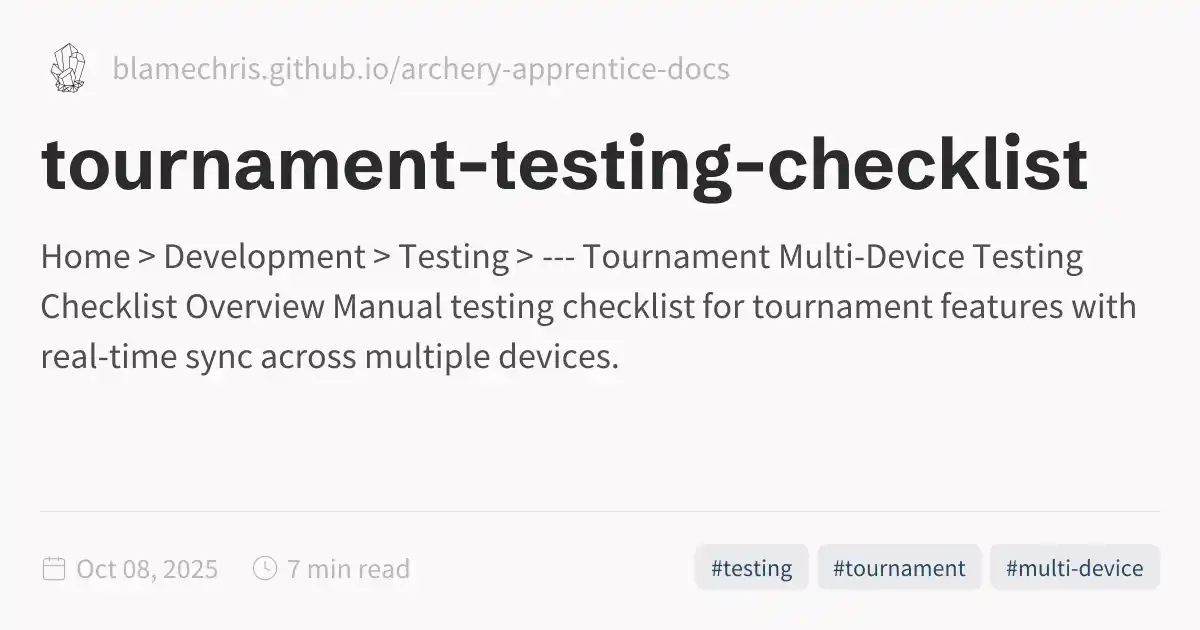 blamechris.github.io/archery-apprentice-docs
tournament-testing-checklist
Home > Development > Testing > --- Tournament Multi-Device Testing
Checklist Overview Manual testing checklist for tournament features with
real-time sync across multiple devices.
Oct 08, 2025 7 min read #testing #tournament #multi-device